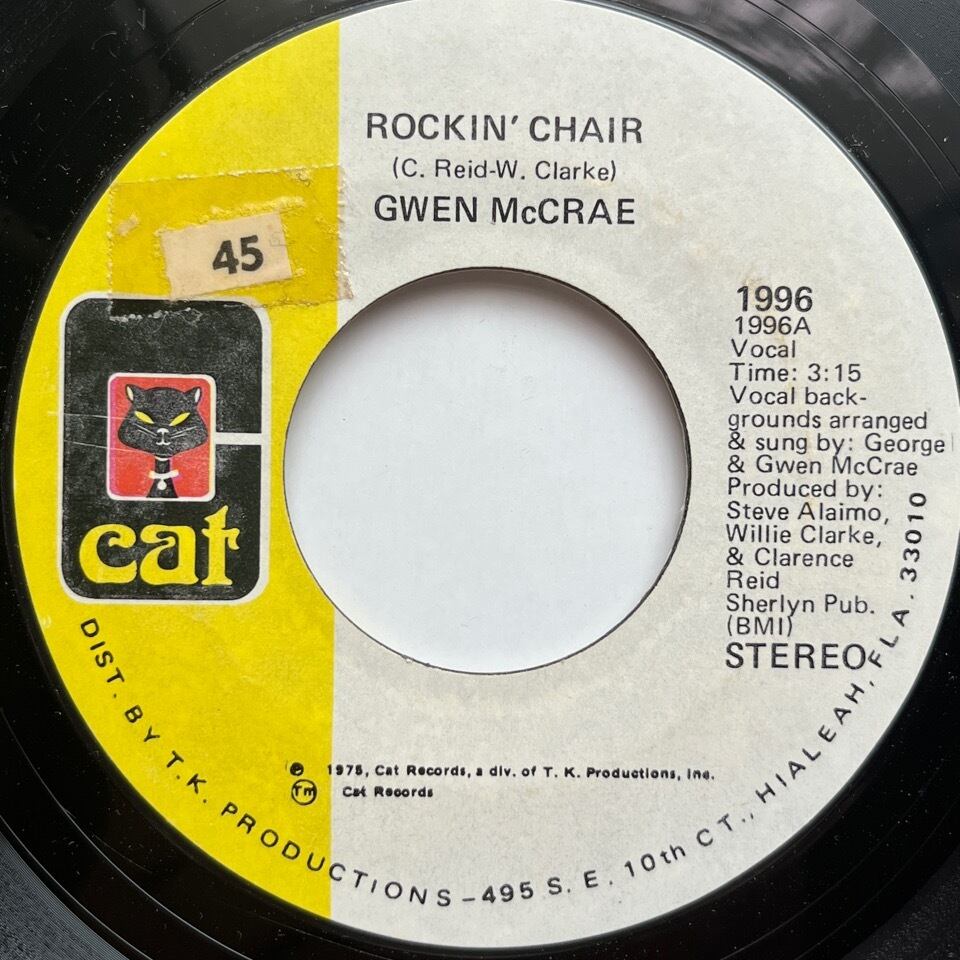 ROCKIN' CHAIR
(C. Reid-W. Clarke)
GWEN McCRAE
45
cat
1996
1996A
Vocal
Time: 3:15
Vocal back-
grounds arranged
& sung by: George
& Gwen McCrae
Produced by:
Steve Alaimo,
Willie Clarke,
& Clarence
Reid
Sherlyn Pub.
(BMI)
STEREO
℗ 1975, Cat Records, a div. of T. K. Productions, Inc.
Tm Cat Records
DIST. BY T.K. PRODUCTIONS-495 S. E. 10th CT., HIALEAH, FLA. 33010